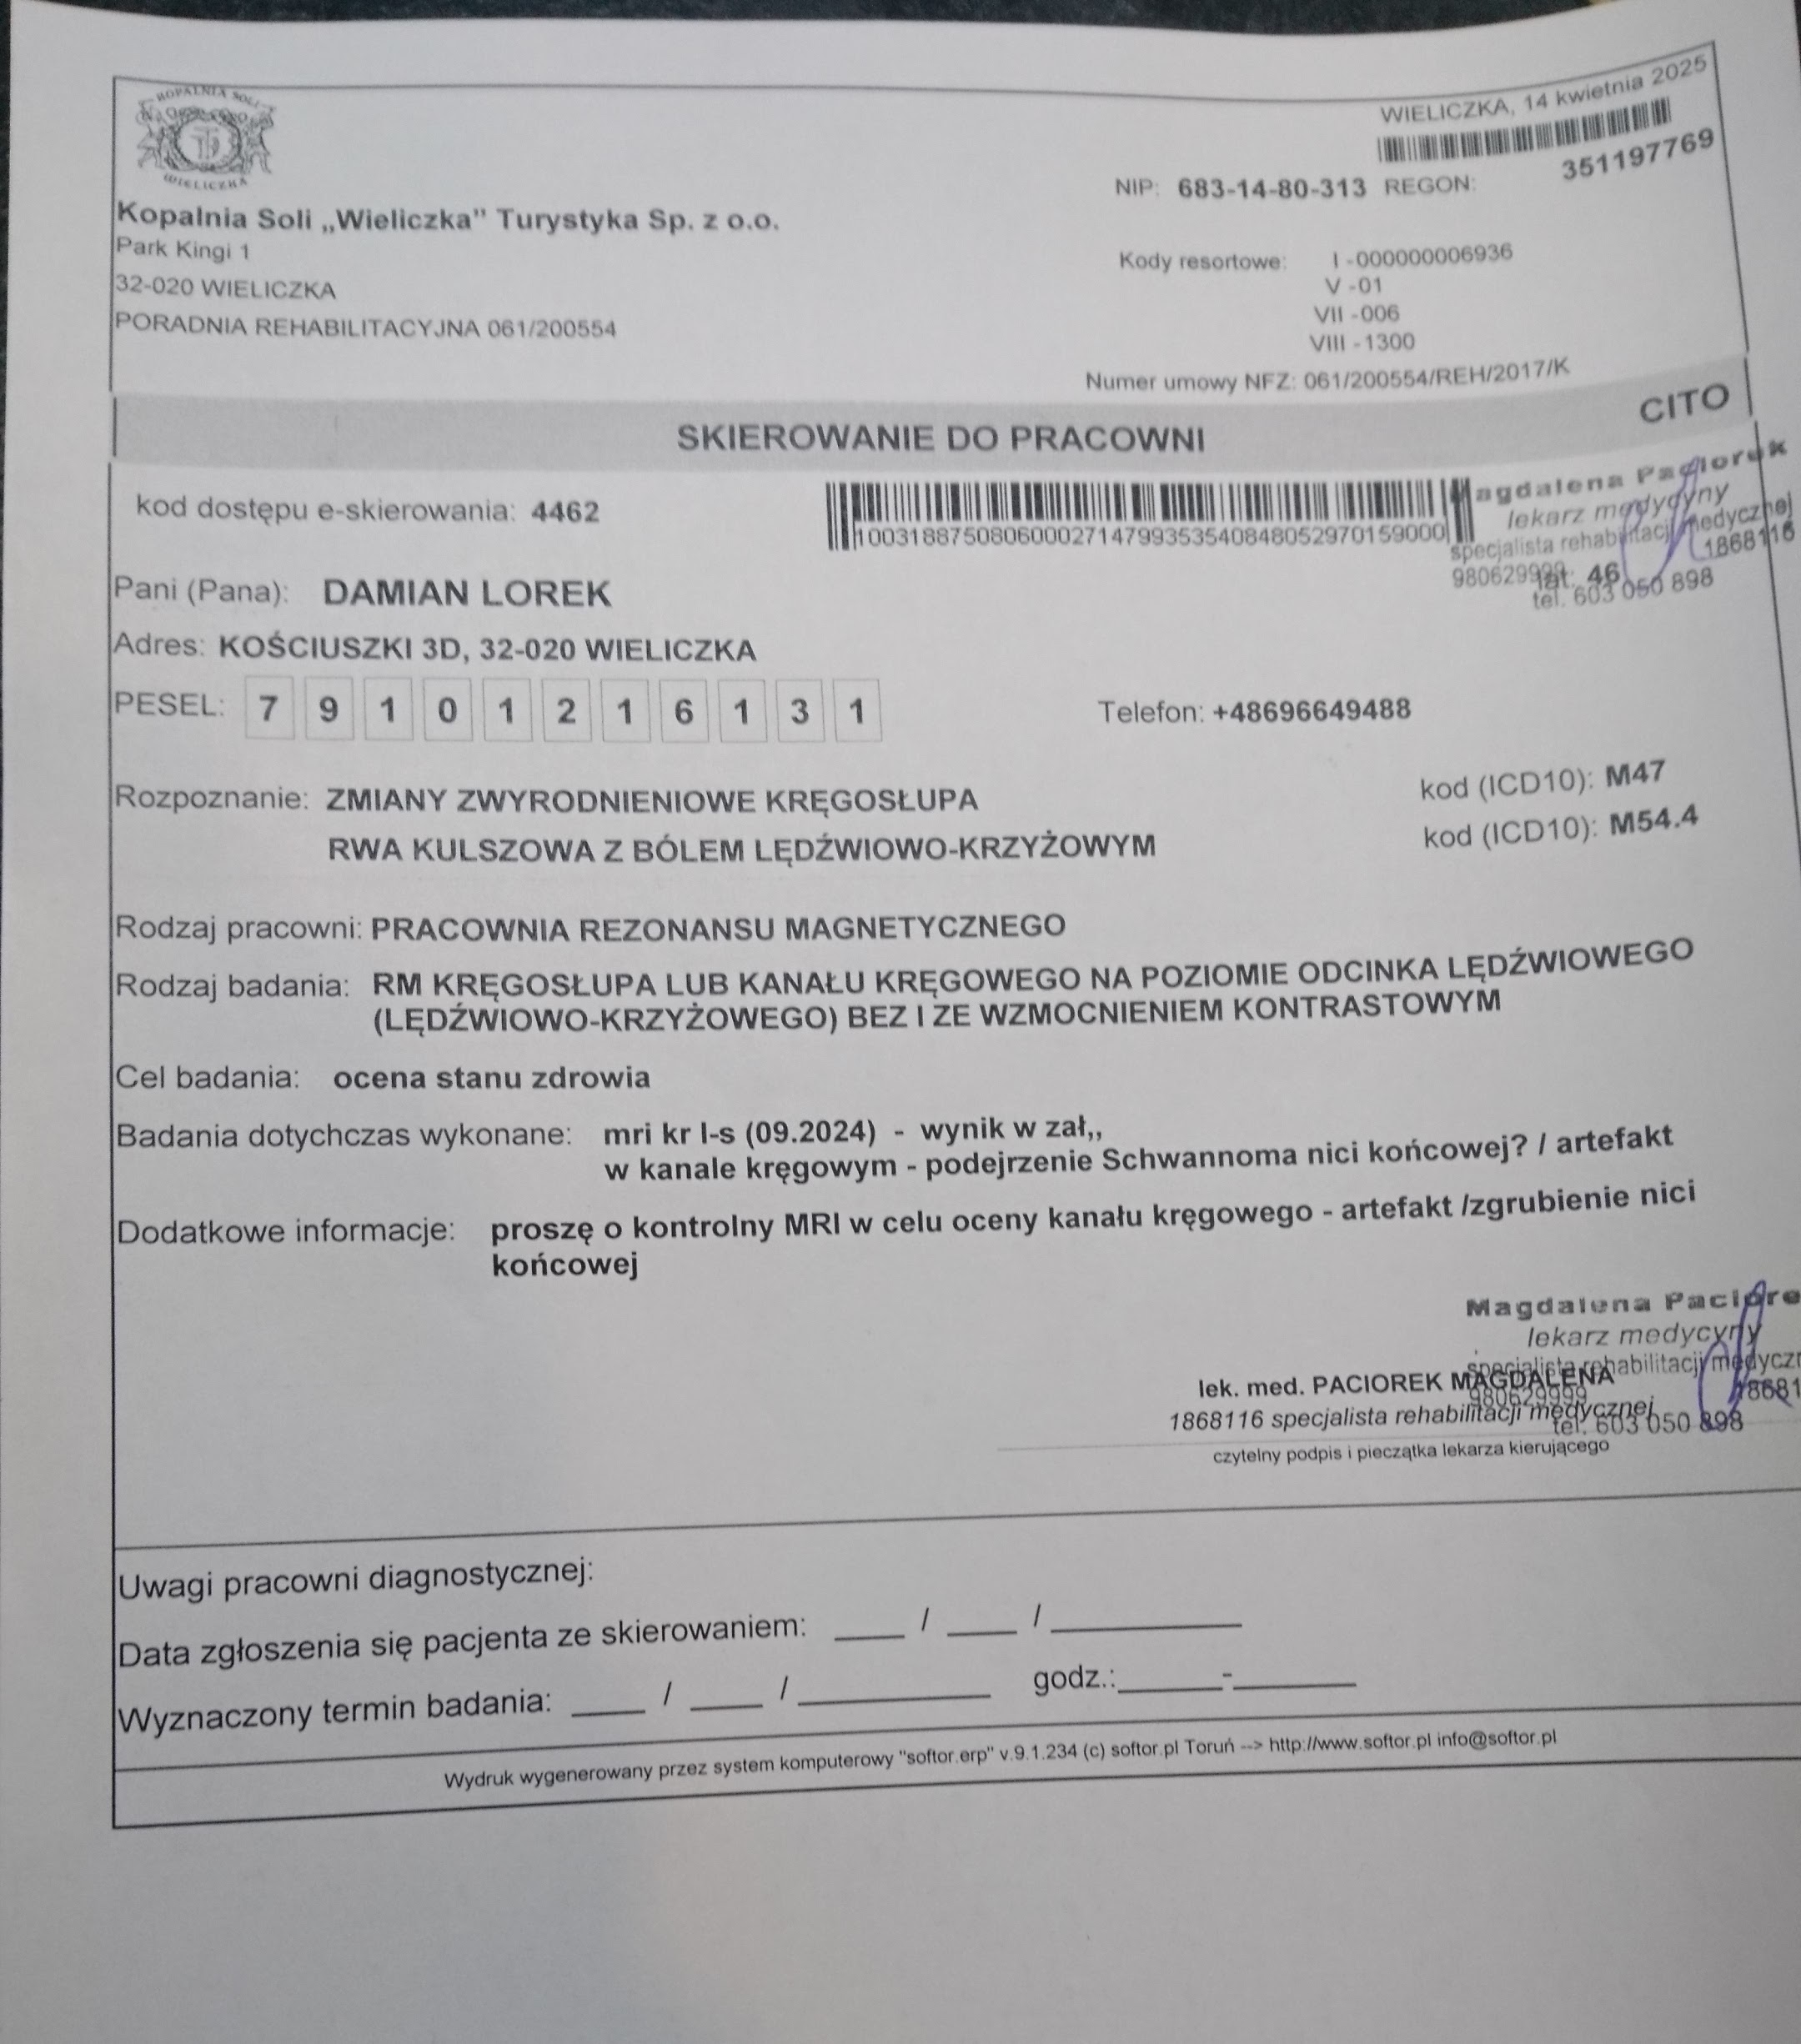 KOPALNIA SOLI
WIELICZKA
WIELICZKA, 14 kwietnia 2025
NIP: 683-14-80-313 REGON: 351197769
Kopalnia Soli „Wieliczka” Turystyka Sp. z o.o.
Park Kingi 1
32-020 WIELICZKA
PORADNIA REHABILITACYJNA 061/200554
Kody resortowe: I -000000006936
V -01
VII -006
VIII -1300
Numer umowy NFZ: 061/200554/REH/2017/K
CITO
SKIEROWANIE DO PRACOWNI
kod dostępu e-skierowania: 4462
10031887508060002714799353540848052970159000
Magdalena Paciorek
lekarz medycyny
specjalista rehabilitacji medycznej
980629999 1868116
lat: 46
tel. 603 050 898
Pani (Pana): DAMIAN LOREK
Adres: KOŚCIUSZKI 3D, 32-020 WIELICZKA
PESEL: 7 9 1 0 1 2 1 6 1 3 1 Telefon: +48696649488
Rozpoznanie: ZMIANY ZWYRODNIENIOWE KRĘGOSŁUPA kod (ICD10): M47
RWA KULSZOWA Z BÓLEM LĘDŹWIOWO-KRZYŻOWYM kod (ICD10): M54.4
Rodzaj pracowni: PRACOWNIA REZONANSU MAGNETYCZNEGO
Rodzaj badania: RM KRĘGOSŁUPA LUB KANAŁU KRĘGOWEGO NA POZIOMIE ODCINKA LĘDŹWIOWEGO
(LĘDŹWIOWO-KRZYŻOWEGO) BEZ I ZE WZMOCNIENIEM KONTRASTOWYM
Cel badania: ocena stanu zdrowia
Badania dotychczas wykonane: mri kr l-s (09.2024) - wynik w zał,,
w kanale kręgowym - podejrzenie Schwannoma nici końcowej? / artefakt
Dodatkowe informacje: proszę o kontrolny MRI w celu oceny kanału kręgowego - artefakt /zgrubienie nici
końcowej
Magdalena Paciore
lekarz medycyny
specjalista rehabilitacji medycz
980629999 18681
tel. 603 050 898
lek. med. PACIOREK MAGDALENA
1868116 specjalista rehabilitacji medycznej
czytelny podpis i pieczątka lekarza kierującego
Uwagi pracowni diagnostycznej:
Data zgłoszenia się pacjenta ze skierowaniem: ____ / ____ / ___________
Wyznaczony termin badania: ____ / ____ / ___________ godz.:______-_______
Wydruk wygenerowany przez system komputerowy "softor.erp" v.9.1.234 (c) softor.pl Toruń --> http://www.softor.pl info@softor.pl